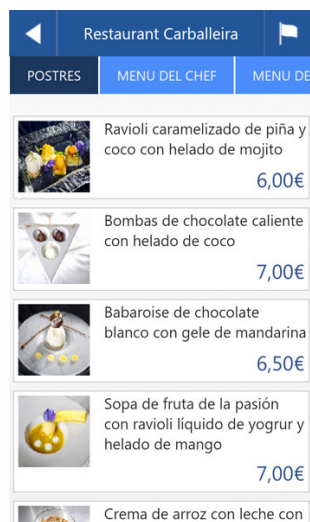 Restaurant Carballeira
POSTRES MENU DEL CHEF MENU DE
Ravioli caramelizado de piña y
coco con helado de mojito
6,00€
Bombas de chocolate caliente
con helado de coco
7,00€
Babaroise de chocolate
blanco con gele de mandarina
6,50€
Sopa de fruta de la pasión
con ravioli líquido de yogrur y
helado de mango
7,00€
Crema de arroz con leche con